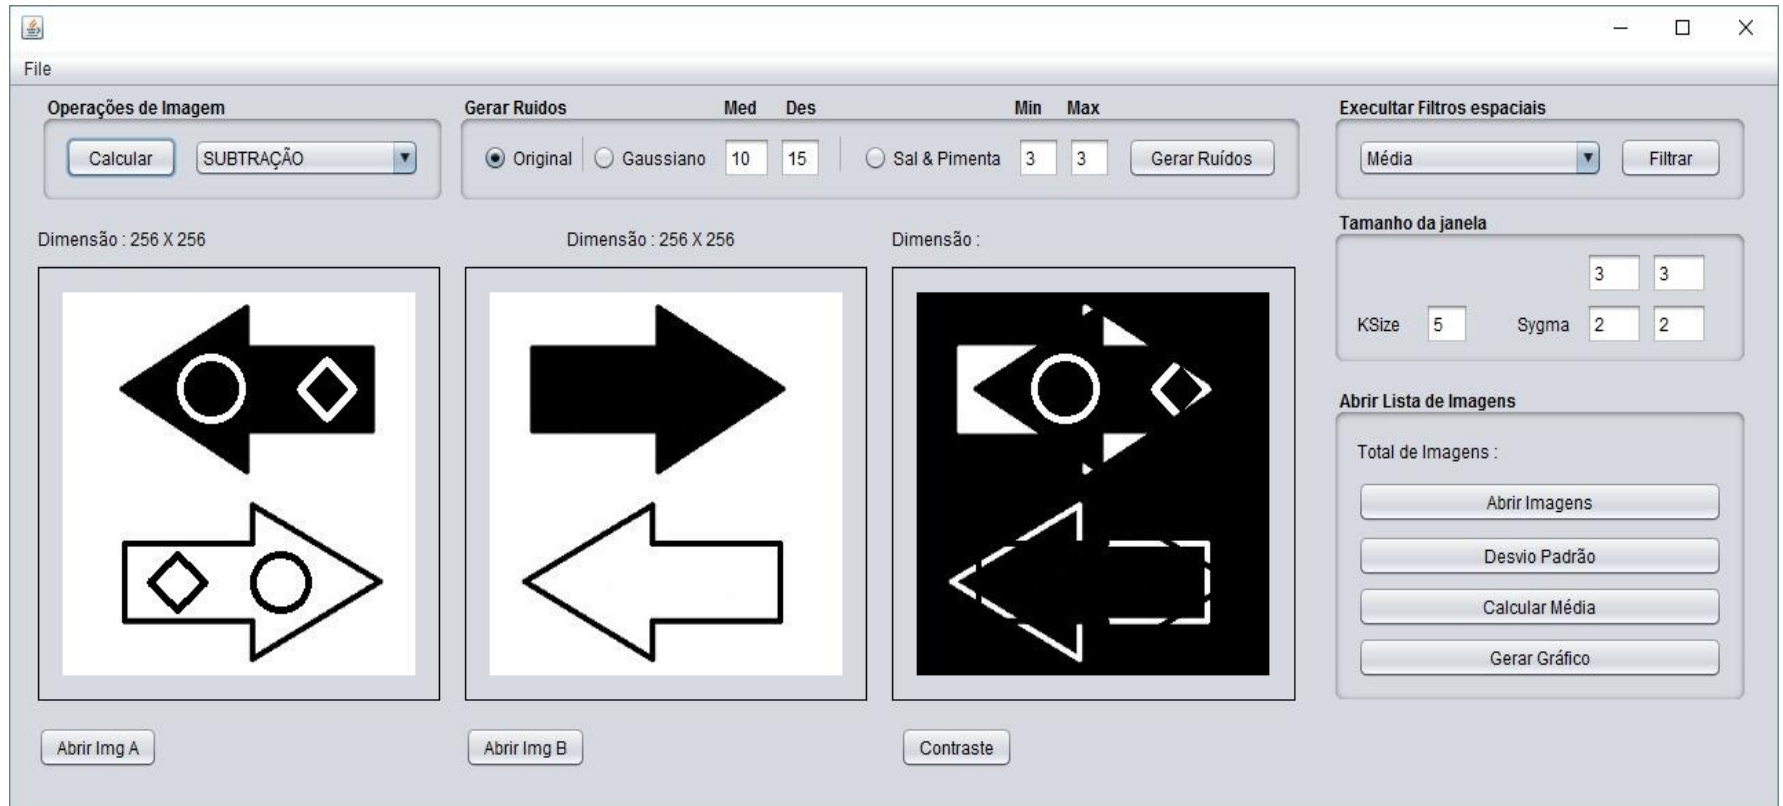 File
Operações de Imagem
Calcular SUBTRAÇÃO
Gerar Ruidos Med Des Min Max
Original Gaussiano 10 15 Sal & Pimenta 3 3 Gerar Ruídos
Execultar Filtros espaciais
Média Filtrar
Tamanho da janela
3 3
KSize 5 Sygma 2 2
Dimensão : 256 X 256
Dimensão : 256 X 256
Dimensão :
Abrir Lista de Imagens
Total de Imagens :
Abrir Imagens
Desvio Padrão
Calcular Média
Gerar Gráfico
Abrir Img A
Abrir Img B
Contraste